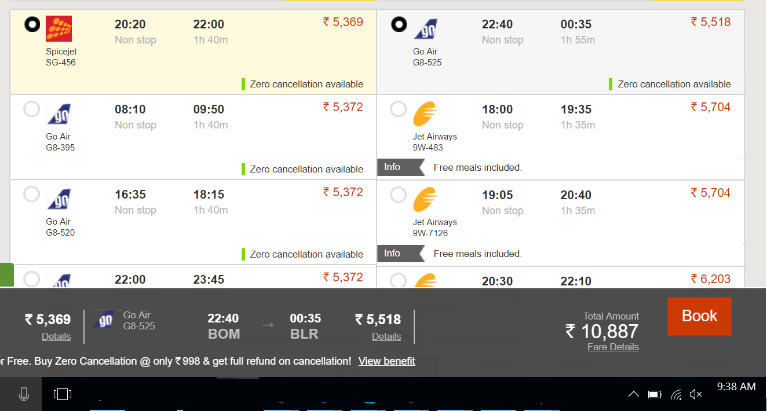 20:20 22:00 ₹ 5,369
Non stop 1h 40m
Spicejet
SG-456
Zero cancellation available
08:10 09:50 ₹ 5,372
Non stop 1h 40m
go
Go Air
G8-395
Zero cancellation available
16:35 18:15 ₹ 5,372
Non stop 1h 40m
go
Go Air
G8-520
Zero cancellation available
22:00 23:45 ₹ 5,372
22:40 00:35 ₹ 5,518
Non stop 1h 55m
go
Go Air
G8-525
Zero cancellation available
18:00 19:35 ₹ 5,704
Non stop 1h 35m
Jet Airways
9W-483
Info Free meals included.
19:05 20:40 ₹ 5,704
Non stop 1h 35m
Jet Airways
9W-7126
Info Free meals included.
20:30 22:10 ₹ 6,203
₹ 5,369
Details
go
Go Air
G8-525
22:40 → 00:35
BOM BLR
₹ 5,518
Details
Total Amount
₹ 10,887
Fare Details
Book
r Free. Buy Zero Cancellation @ only ₹ 998 & get full refund on cancellation! View benefit
9:38 AM